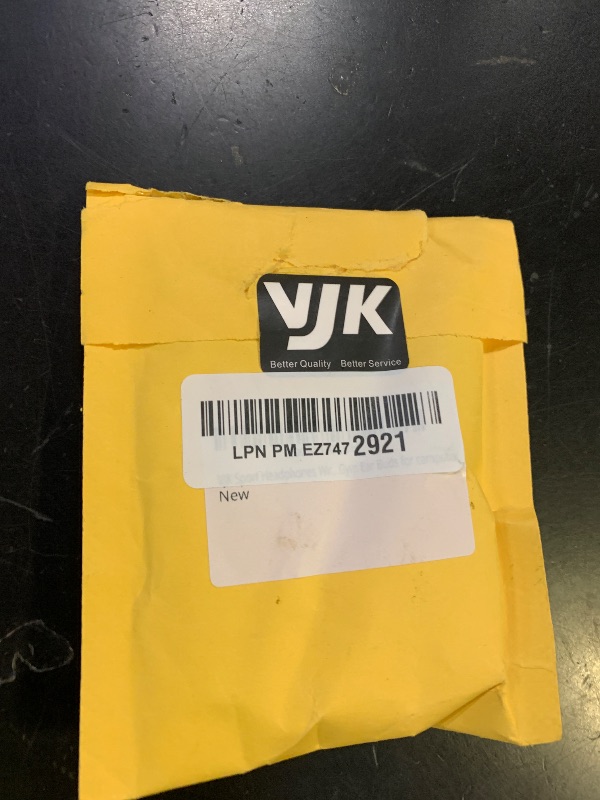 YJK
Better Quality Better Service
LPN PM EZ747 2921
New